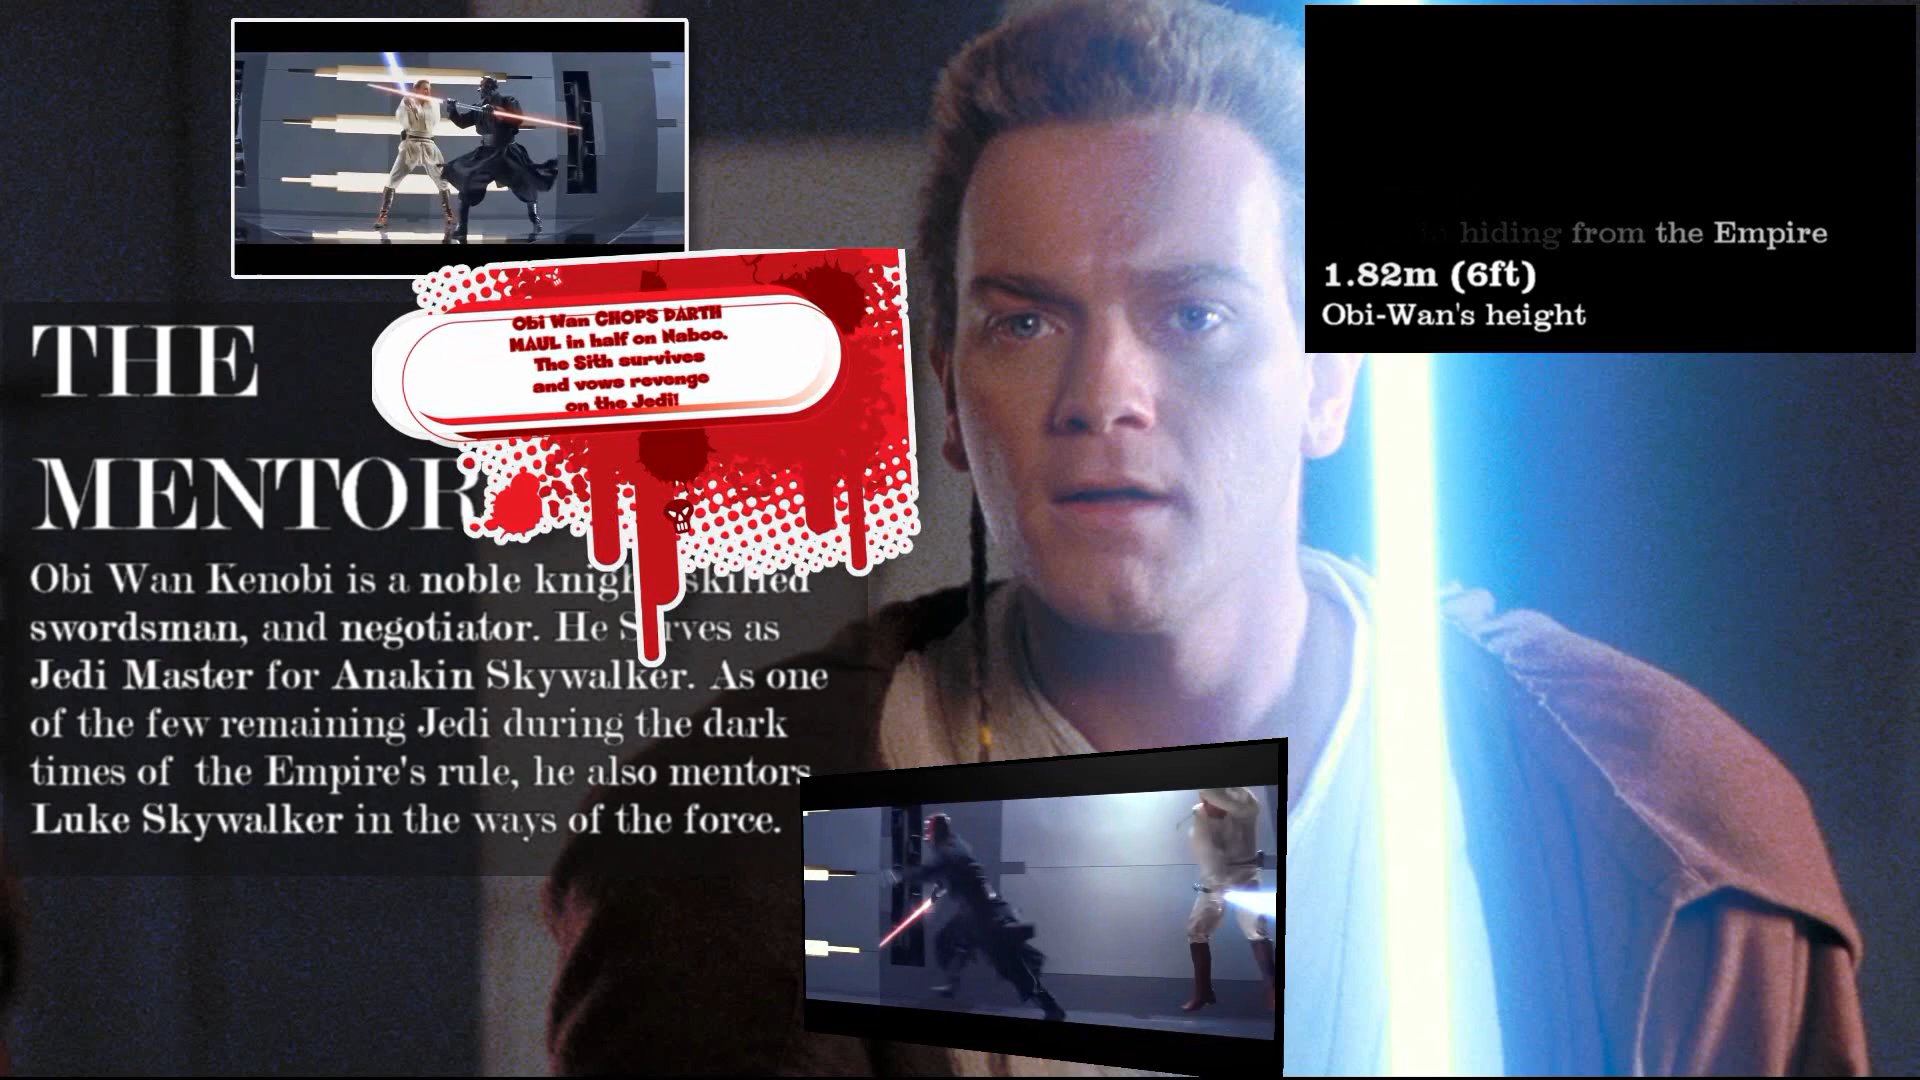 hiding from the Empire
1.82m (6ft)
Obi-Wan's height
Obi Wan CHOPS DARTH
MAUL in half on Naboo.
The Sith survives
and vows revenge
on the Jedi!
THE
MENTOR
Obi Wan Kenobi is a noble skilled
swordsman, and negotiator. He as
Jedi Master for Anakin Skywalker. As one
of the few remaining Jedi during the dark
times of the Empire's rule, he also mentors
Luke Skywalker in the ways of the force.